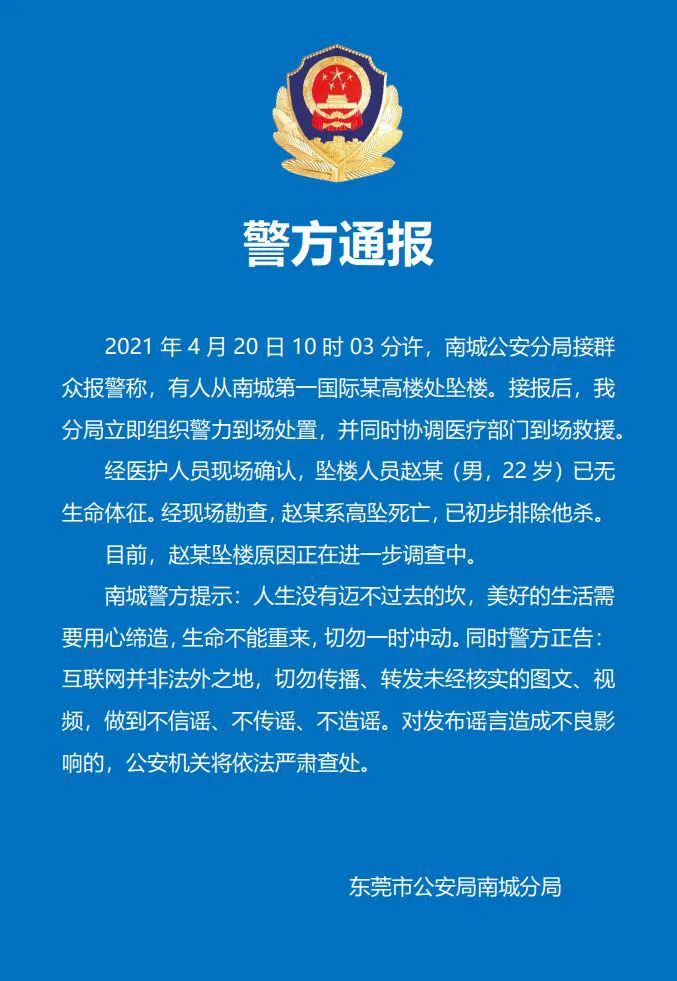 警方通报
2021 年 4 月 20 日 10 时 03 分许，南城公安分局接群
众报警称，有人从南城第一国际某高楼处坠楼。接报后，我
分局立即组织警力到场处置，并同时协调医疗部门到场救援。
经医护人员现场确认，坠楼人员赵某（男，22 岁）已无
生命体征。经现场勘查，赵某系高坠死亡，已初步排除他杀。
目前，赵某坠楼原因正在进一步调查中。
南城警方提示：人生没有迈不过去的坎，美好的生活需
要用心缔造，生命不能重来，切勿一时冲动。同时警方正告：
互联网并非法外之地，切勿传播、转发未经核实的图文、视
频，做到不信谣、不传谣、不造谣。对发布谣言造成不良影
响的，公安机关将依法严肃查处。
东莞市公安局南城分局